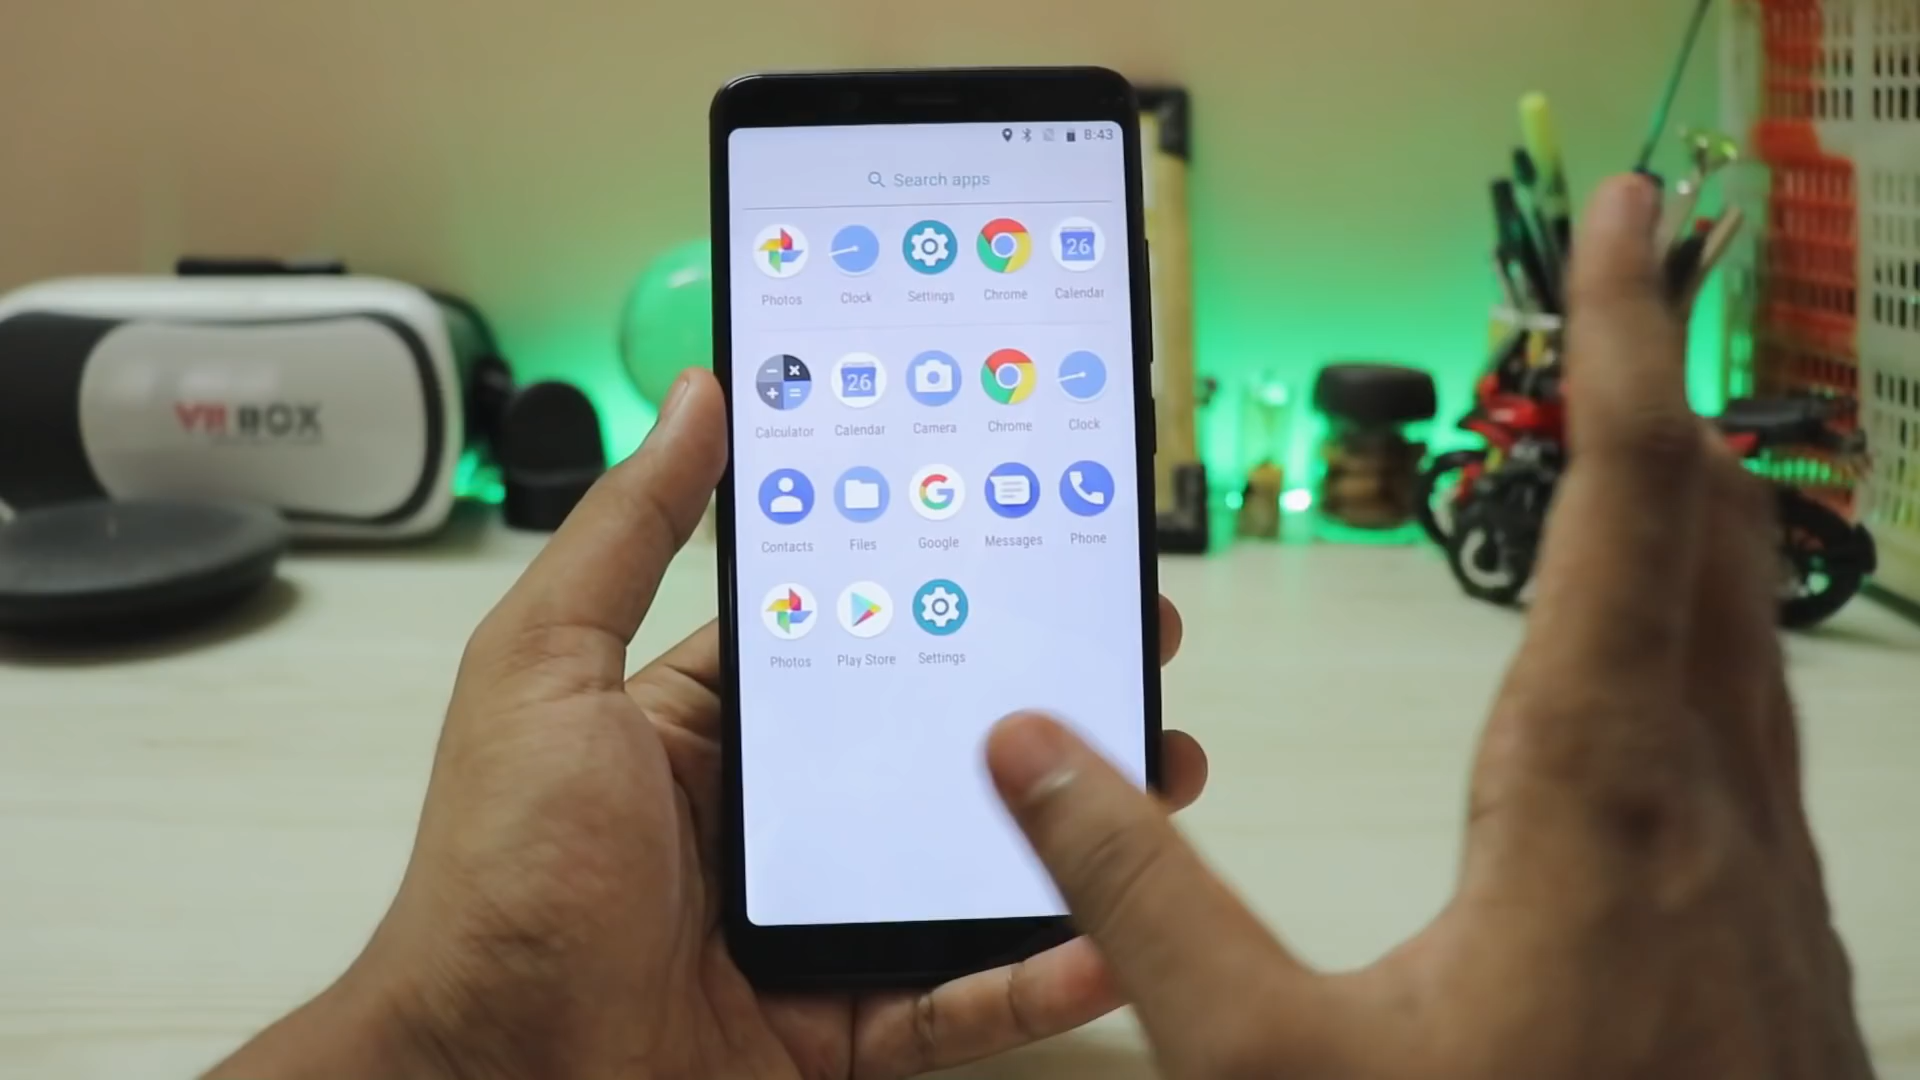 8:43
Search apps
Photos Clock Settings Chrome Calendar
26
26
Calculator Calendar Camera Chrome Clock
Contacts Files Google Messages Phone
Photos Play Store Settings
VR BOX